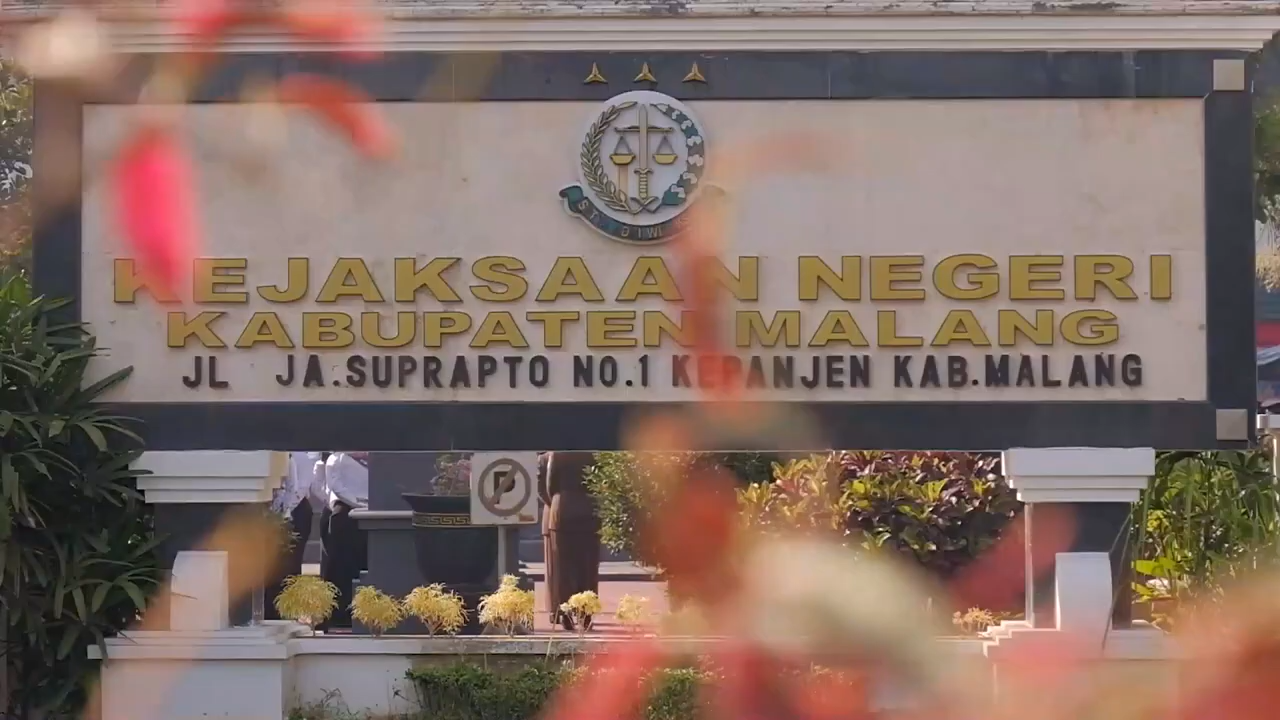 KEJAKSAAN NEGERI
KABUPATEN MALANG
JL JA.SUPRAPTO NO.1 KEPANJEN KAB.MALANG
P